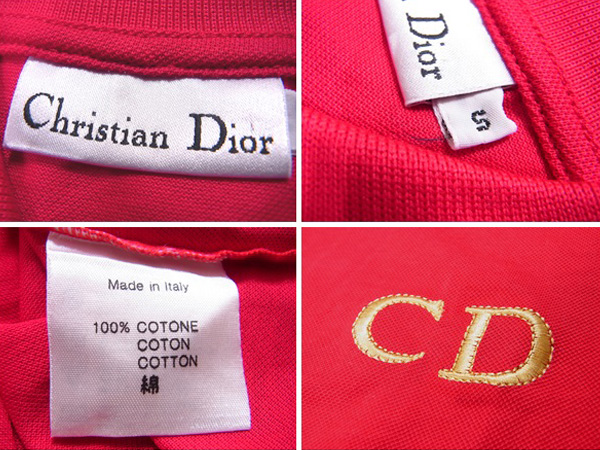 Christian Dior
Dior
S
Made in Italy
100% COTONE
COTON
COTTON
綿
CD